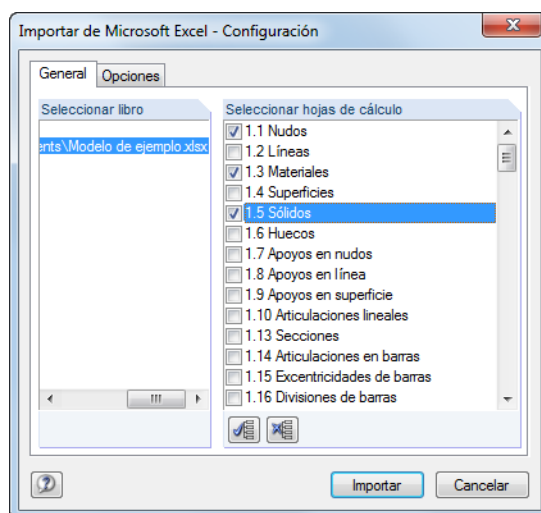 Importar de Microsoft Excel - Configuración
General
Opciones
Seleccionar libro
Seleccionar hojas de cálculo
ents\Modelo de ejemplo.xlsx
1.1 Nudos
1.2 Líneas
1.3 Materiales
1.4 Superficies
1.5 Sólidos
1.6 Huecos
1.7 Apoyos en nudos
1.8 Apoyos en línea
1.9 Apoyos en superficie
1.10 Articulaciones lineales
1.13 Secciones
1.14 Articulaciones en barras
1.15 Excentricidades de barras
1.16 Divisiones de barras
Importar
Cancelar